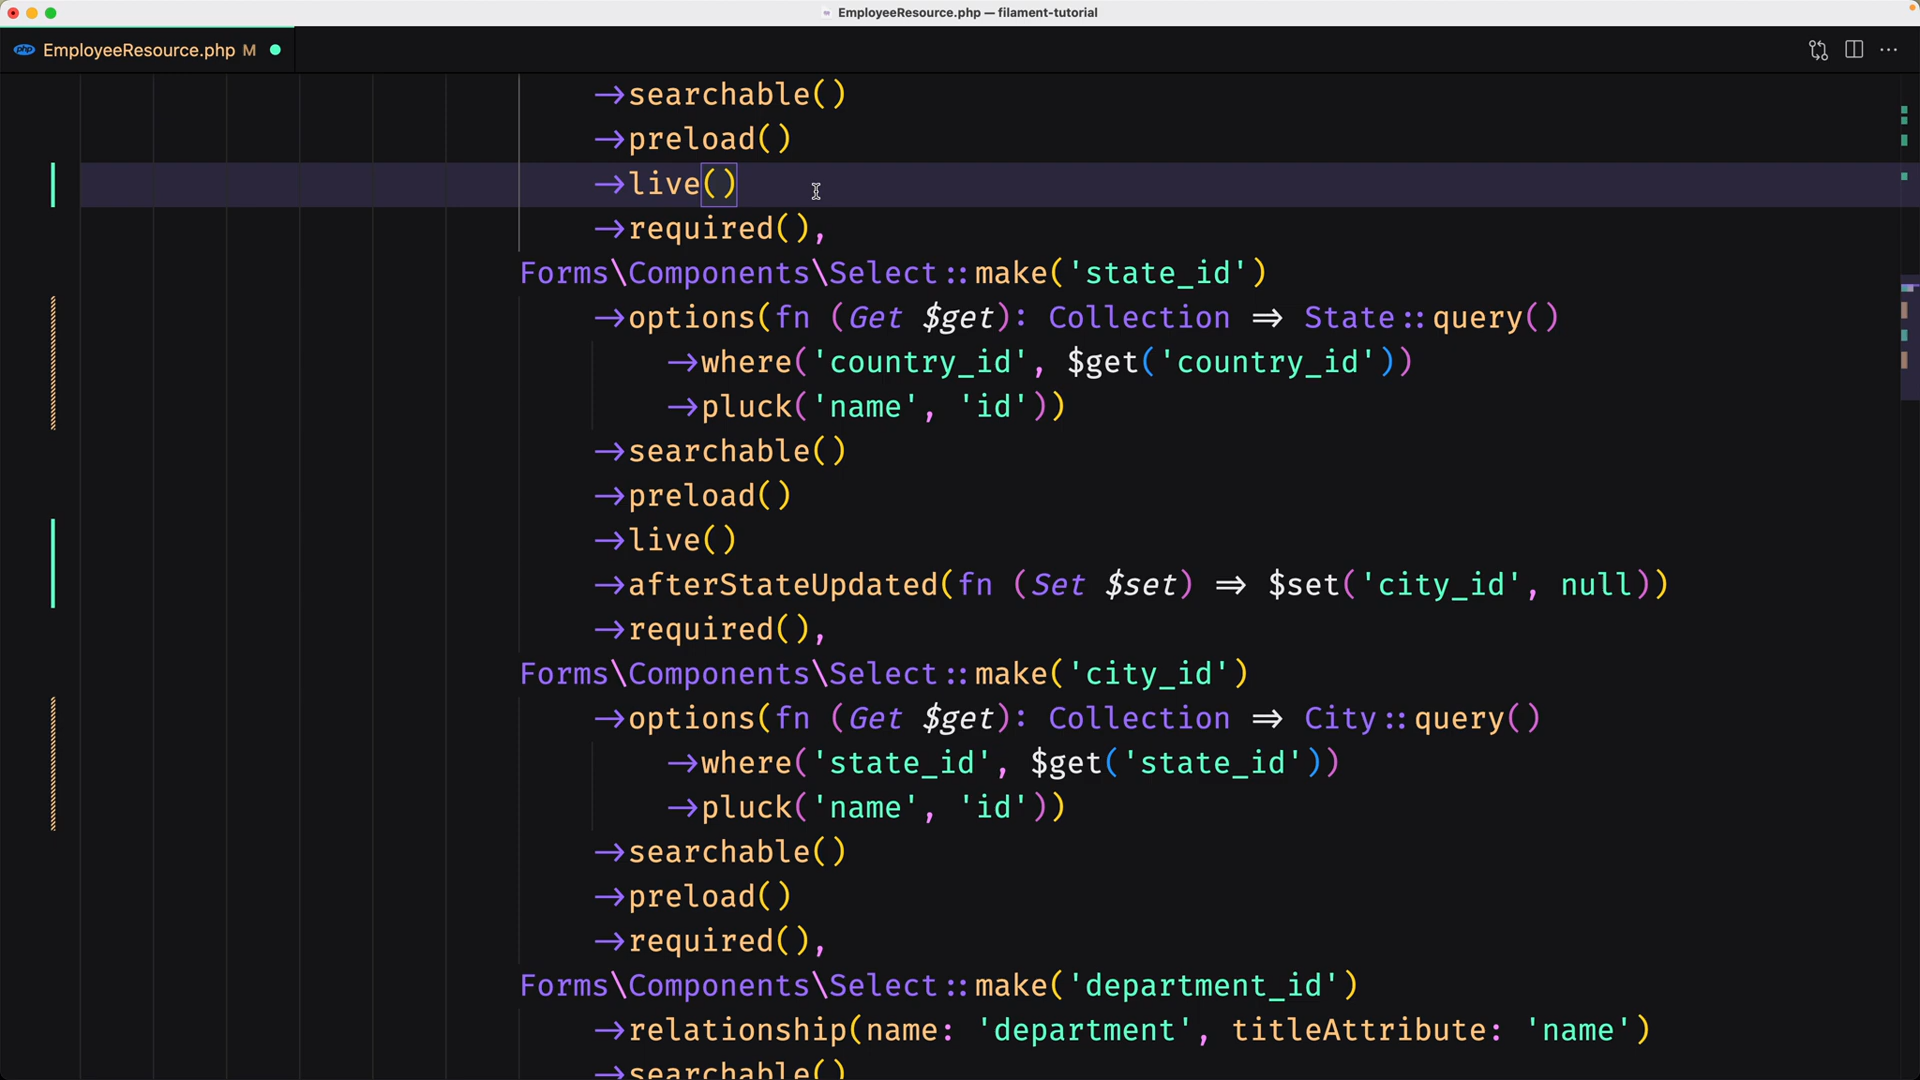 EmployeeResource.php — filament-tutorial
php EmployeeResource.php M
->searchable()
->preload()
->live()
->required(),
Forms\Components\Select::make('state_id')
->options(fn (Get $get): Collection => State::query()
->where('country_id', $get('country_id'))
->pluck('name', 'id'))
->searchable()
->preload()
->live()
->afterStateUpdated(fn (Set $set) => $set('city_id', null))
->required(),
Forms\Components\Select::make('city_id')
->options(fn (Get $get): Collection => City::query()
->where('state_id', $get('state_id'))
->pluck('name', 'id'))
->searchable()
->preload()
->required(),
Forms\Components\Select::make('department_id')
->relationship(name: 'department', titleAttribute: 'name')
->searchable()